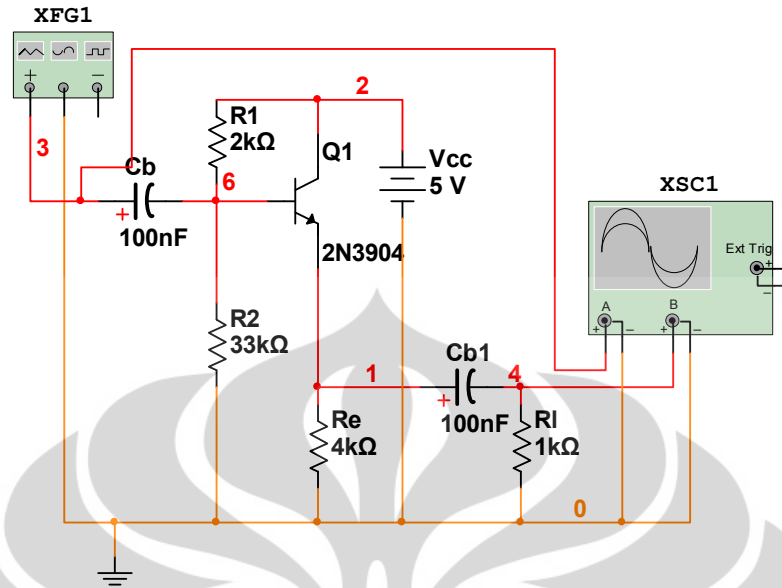 XFG1
+
−
3
R1
2kΩ
2
Q1
Vcc
5 V
Cb
6
+
100nF
2N3904
XSC1
Ext Trig
+
−
A
B
+
−
+
−
R2
33kΩ
1
Cb1
4
+
100nF
Re
4kΩ
Rl
1kΩ
0